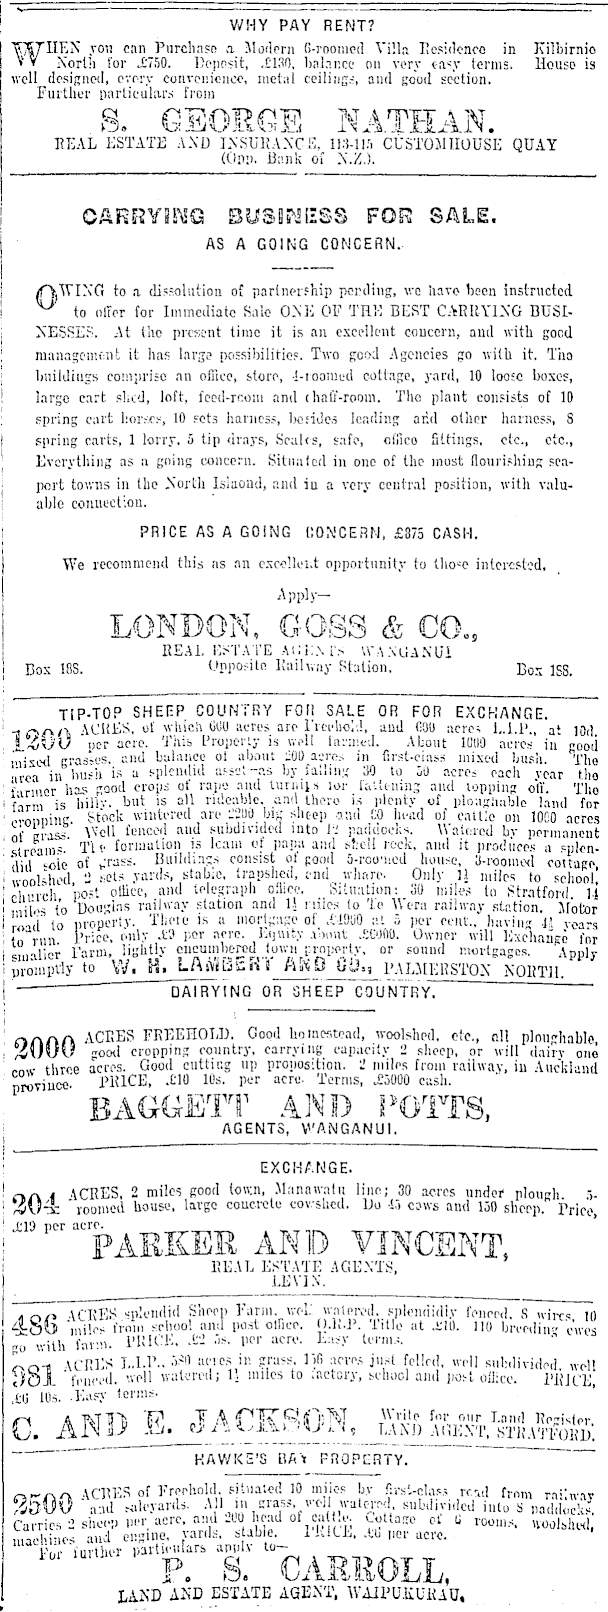 WHY PAY RENT?
WHEN you can Purchase a Modern 6-roomed Villa Residence in Kilbirnie
North for £750. Deposit, £130, balance on very easy terms. House is
well designed, every convenience, metal ceilings, and good section.
Further particulars from
S. GEORGE NATHAN.
REAL ESTATE AND INSURANCE, 113-115 CUSTOMHOUSE QUAY
(Opp. Bank of N.Z.).
CARRYING BUSINESS FOR SALE.
AS A GOING CONCERN.
OWING to a dissolution of partnership pending, we have been instructed
to offer for Immediate Sale ONE OF THE BEST CARRYING BUSI-
NESSES. At the present time it is an excellent concern, and with good
management it has large possibilities. Two good Agencies go with it. The
buildings comprise an office, store, 4-roomed cottage, yard, 10 loose boxes,
large cart shed, loft, feed-room and chaff-room. The plant consists of 10
spring cart horses, 10 sets harness, besides leading and other harness, 8
spring carts, 1 lorry, 5 tip drays, Scales, safe, office fittings, etc., etc.,
Everything as a going concern. Situated in one of the most flourishing sea-
port towns in the North Islaond, and in a very central position, with valu-
able connection.
PRICE AS A GOING CONCERN, £875 CASH.
We recommend this as an excellent opportunity to those interested.
Apply—
LONDON, GOSS & CO.,
REAL ESTATE AGENTS WANGANUI
Box 188. Opposite Railway Station. Box 188.
TIP-TOP SHEEP COUNTRY FOR SALE OR FOR EXCHANGE.
1200 ACRES, of which 600 acres are Freehold, and 600 acres L.I.P., at 10d.
per acre. This Property is well farmed. About 1000 acres in good
mixed grasses, and balance of about 200 acres in first-class mixed bush. The
area in bush is a splendid asset—as by falling 30 to 50 acres each year the
farmer has good crops of rape and turnips for fattening and topping off. The
farm is hilly, but is all rideable, and there is plenty of ploughable land for
cropping. Stock wintered are 2200 big sheep and 60 head of cattle on 1000 acres
of grass. Well fenced and subdivided into 12 paddocks. Watered by permanent
streams. The formation is loam of papa and shell rock, and it produces a splen-
did sole of grass. Buildings consist of good 5-roomed house, 3-roomed cottage,
woolshed, 2 sets yards, stable, trapshed, and whare. Only 1½ miles to school,
church, post office, and telegraph office. Situation: 30 miles to Stratford, 14
miles to Douglas railway station and 1½ miles to Te Wera railway station. Motor
road to property. There is a mortgage of £4000 at 5 per cent., having 4½ years
to run. Price, only £9 per acre. Equity about £6000. Owner will Exchange for
smaller Farm, lightly encumbered town property, or sound mortgages. Apply
promptly to W. H. LAMBERT AND CO., PALMERSTON NORTH.
DAIRYING OR SHEEP COUNTRY.
2000 ACRES FREEHOLD. Good homestead, woolshed, etc., all ploughable,
good cropping country, carrying capacity 2 sheep, or will dairy one
cow three acres. Good cutting up proposition. 2 miles from railway, in Auckland
province. PRICE, £10 10s. per acre. Terms, £5000 cash.
BAGGETT AND POTTS,
AGENTS, WANGANUI.
EXCHANGE.
204 ACRES, 2 miles good town, Manawatu line; 30 acres under plough. 5-
roomed house, large concrete cowshed. Do 45 cows and 150 sheep. Price,
£19 per acre.
PARKER AND VINCENT,
REAL ESTATE AGENTS,
LEVIN.
486 ACRES splendid Sheep Farm, well watered, splendiidly fenced, 8 wires, 10
miles from school and post office. O.R.P. Title at £10. 110 breeding ewes
go with farm. PRICE, £2 5s. per acre. Easy terms.
981 ACRES L.I.P., 580 acres in grass, 156 acres just felled, well subdivided, well
fenced, well watered; 1½ miles to factory, school and post office. PRICE,
£6 10s. Easy terms.
C. AND E. JACKSON, Write for our Land Register,
LAND AGENT, STRATFORD.
HAWKE'S BAY PROPERTY.
2500 ACRES of Freehold, situated 10 miles by first-class road from railway
and saleyards. All in grass, well watered, subdivided into 8 paddocks.
Carries 2 sheep per acre, and 200 head of cattle. Cottage of 6 rooms, woolshed,
machines and engine, yards, stable. PRICE, £6 per acre.
For further particulars apply to—
P. S. CARROLL,
LAND AND ESTATE AGENT, WAIPUKURAU.